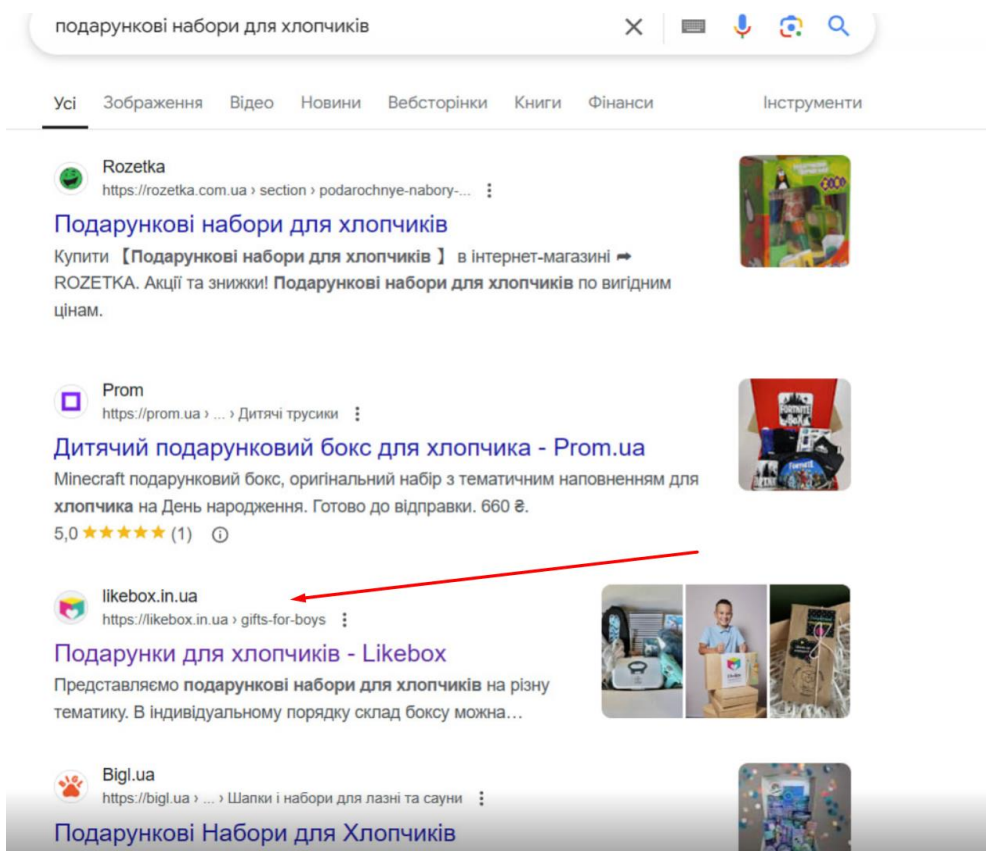 подарункові набори для хлопчиків
Усі Зображення Відео Новини Вебсторінки Книги Фінанси Інструменти
Rozetka
https://rozetka.com.ua › section › podarochnye-nabory-...
Подарункові набори для хлопчиків
Купити 【Подарункові набори для хлопчиків 】 в інтернет-магазині ➦
ROZETKA. Акції та знижки! Подарункові набори для хлопчиків по вигідним
цінам.
Prom
https://prom.ua › ... › Дитячі трусики
Дитячий подарунковий бокс для хлопчика - Prom.ua
Minecraft подарунковий бокс, оригінальний набір з тематичним наповненням для
хлопчика на День народження. Готово до відправки. 660 ₴.
5,0 ★★★★★ (1)
FORTNITE
BOX
likebox.in.ua
https://likebox.in.ua › gifts-for-boys
Подарунки для хлопчиків - Likebox
Представляємо подарункові набори для хлопчиків на різну
тематику. В індивідуальному порядку склад боксу можна…
Bigl.ua
https://bigl.ua › ... › Шапки і набори для лазні та сауни
Подарункові Набори для Хлопчиків